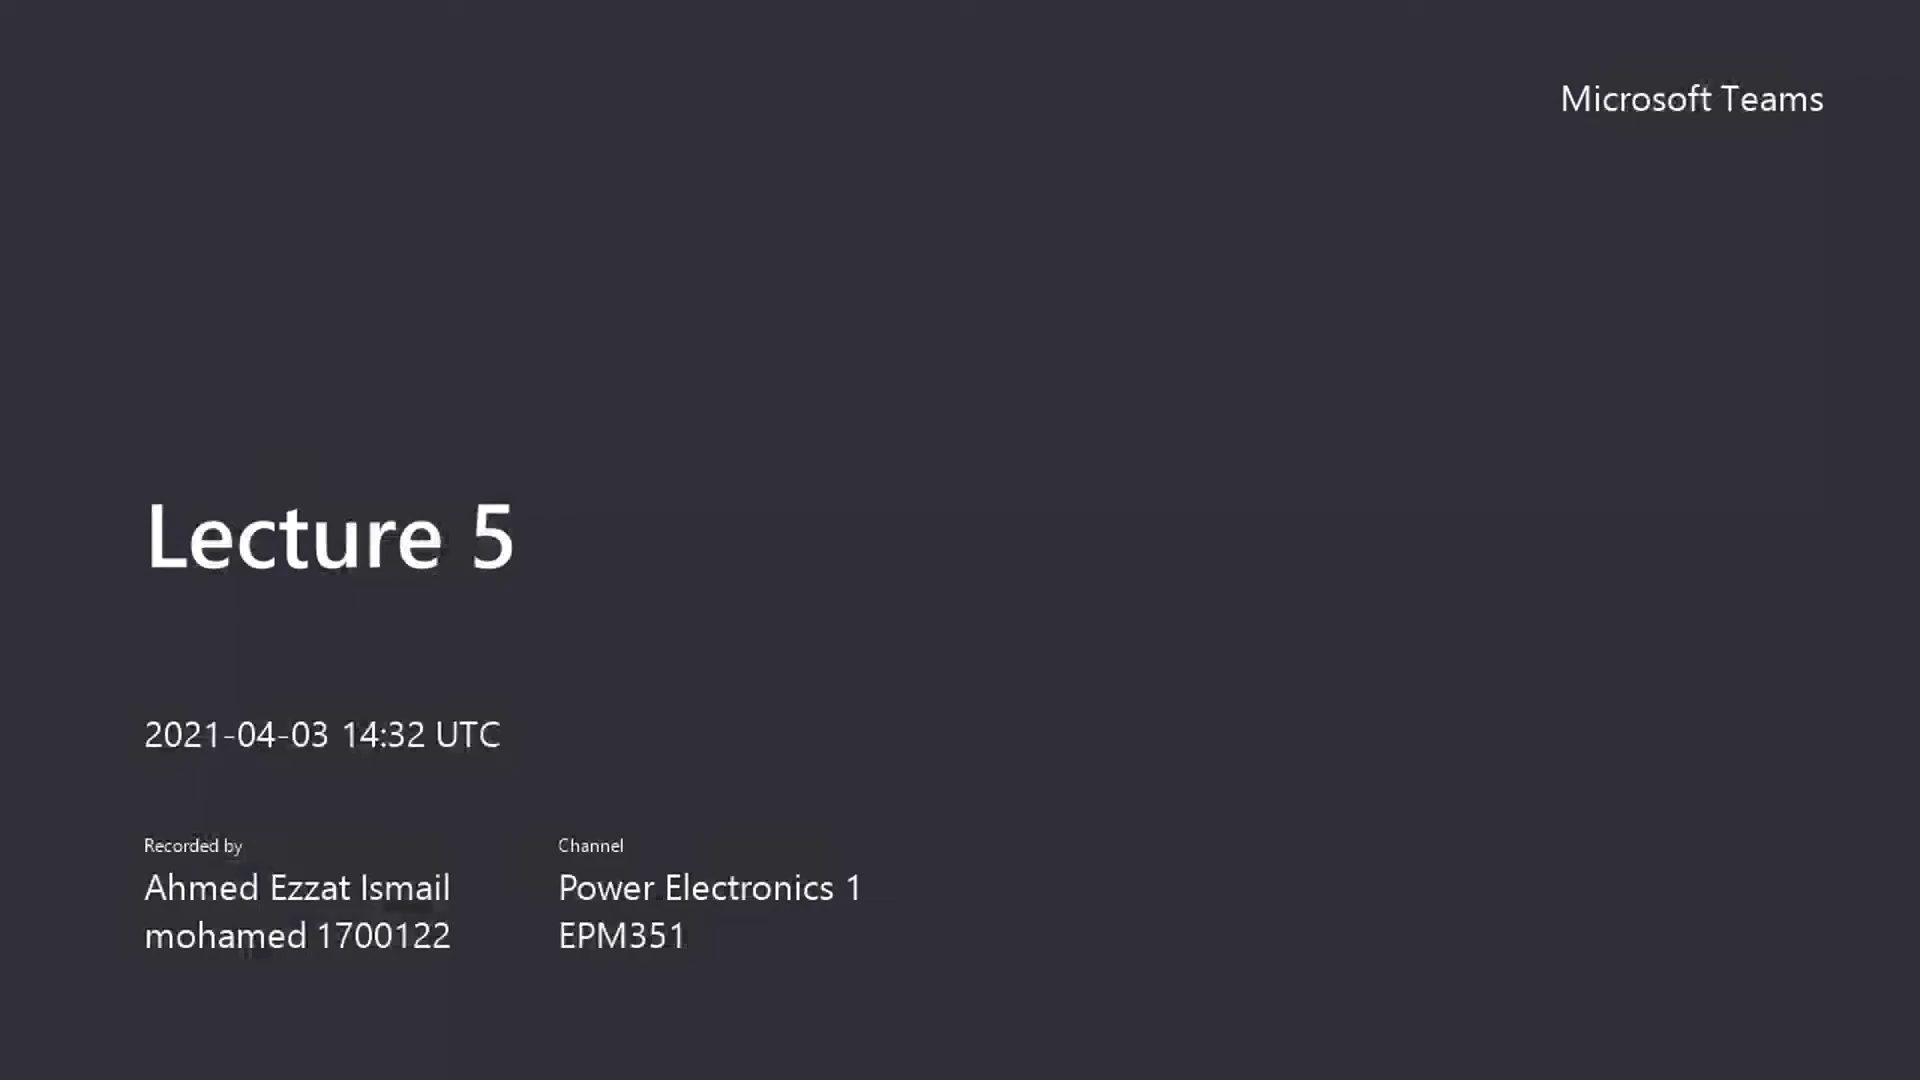 Microsoft Teams
Lecture 5
2021-04-03 14:32 UTC
Recorded by
Ahmed Ezzat Ismail
mohamed 1700122
Channel
Power Electronics 1
EPM351